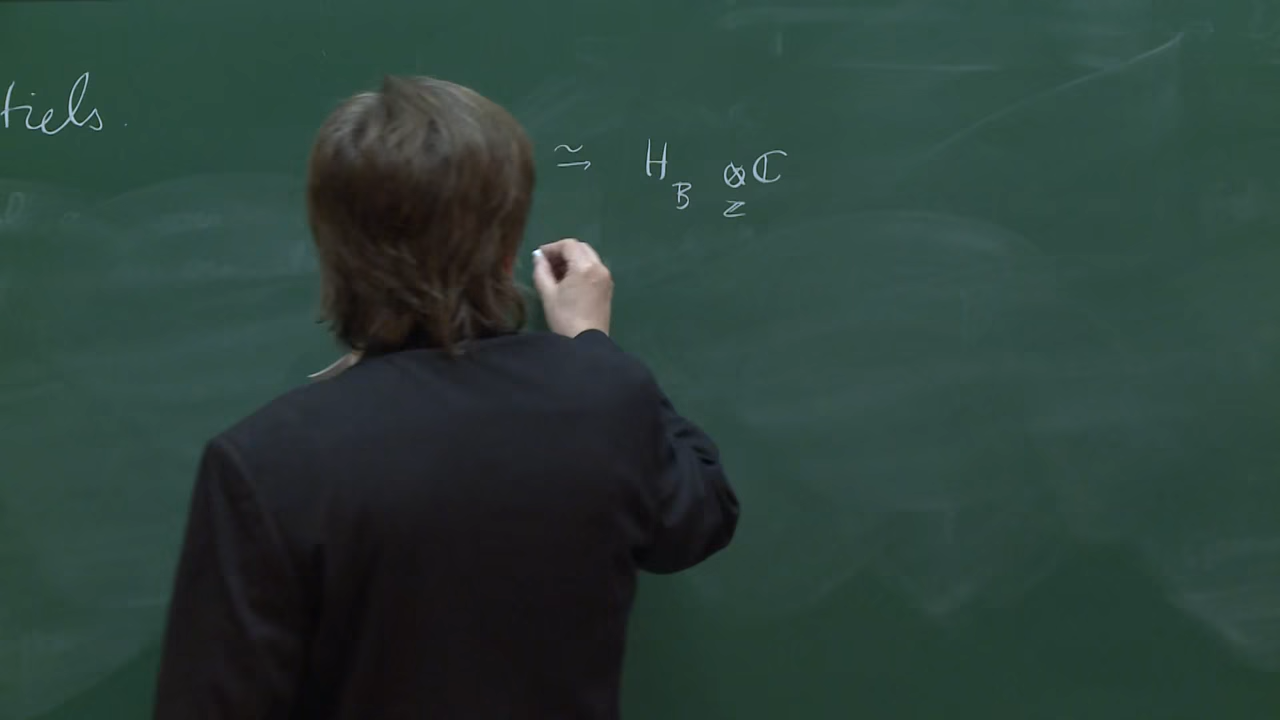 tiels.
⥲ H_B ⊗_ℤ ℂ